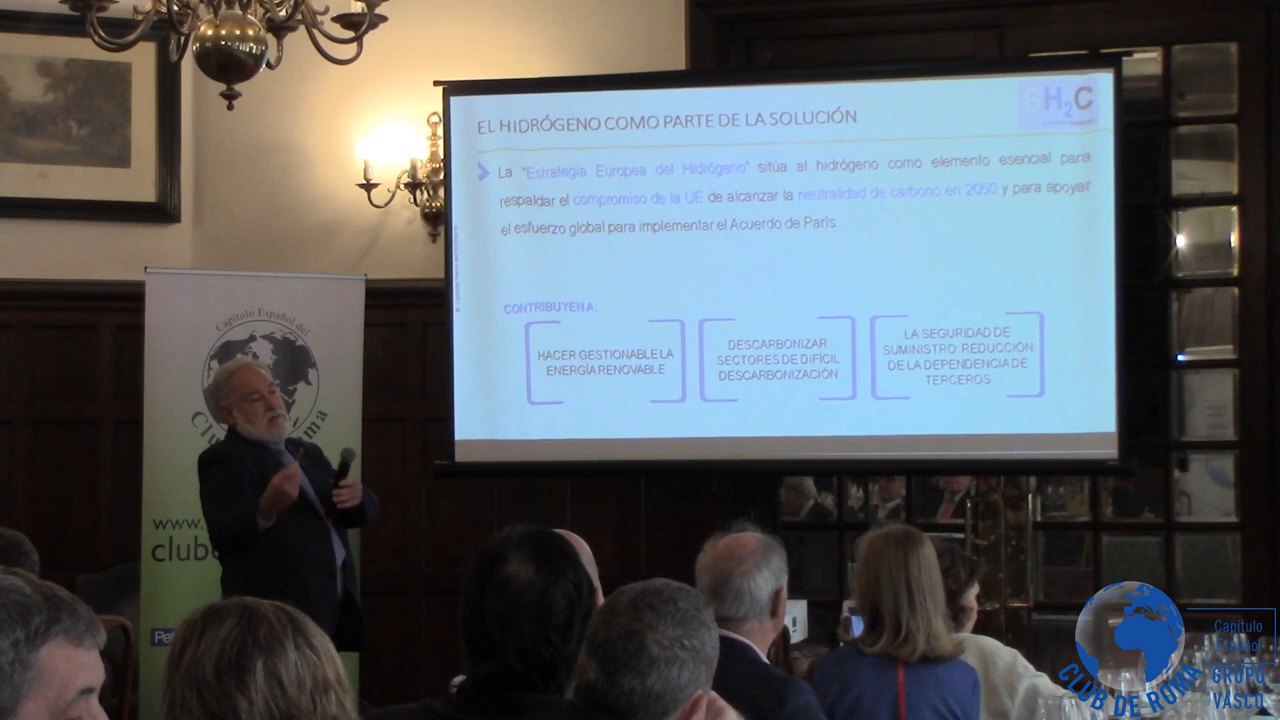 BH2C
EL HIDRÓGENO COMO PARTE DE LA SOLUCIÓN
La "Estrategia Europea del Hidrógeno" sitúa al hidrógeno como elemento esencial para
respaldar el compromiso de la UE de alcanzar la neutralidad de carbono en 2050 y para apoyar
el esfuerzo global para implementar el Acuerdo de París.
CONTRIBUYEN A:
HACER GESTIONABLE LA
ENERGÍA RENOVABLE
DESCARBONIZAR
SECTORES DE DIFÍCIL
DESCARBONIZACIÓN
LA SEGURIDAD DE
SUMINISTRO: REDUCCIÓN
DE LA DEPENDENCIA DE
TERCEROS
Capítulo Español del
Clu ma
www.
clubd
Pet
CLUB DE ROMA
Capítulo
Español
GRUPO
VASCO